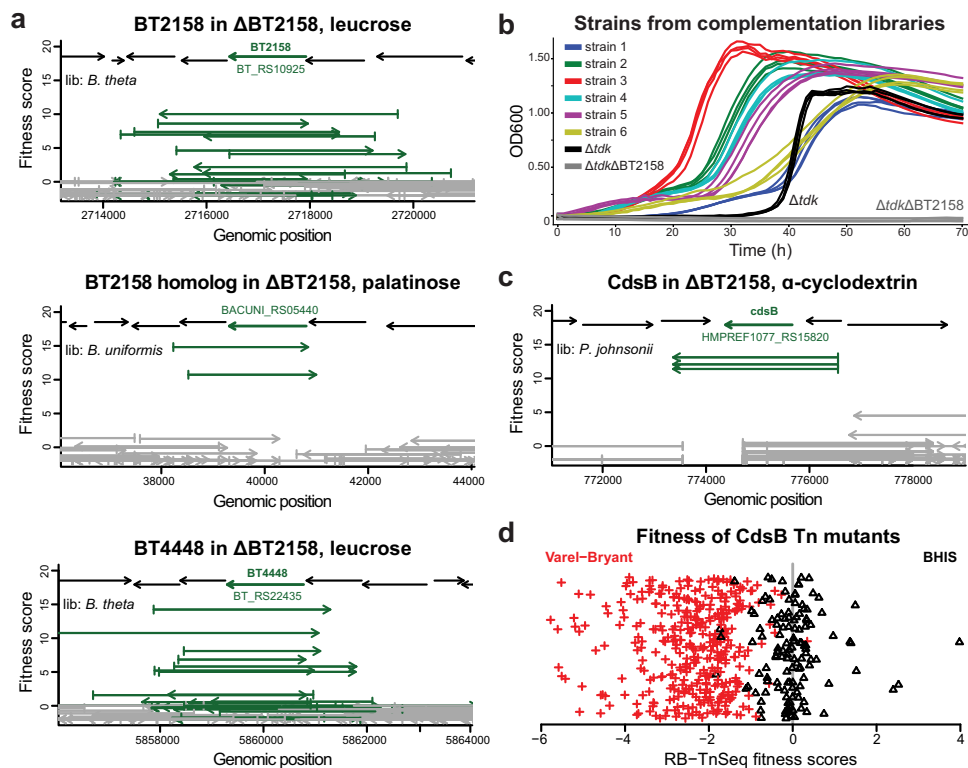 a
BT2158 in ΔBT2158, leucrose
Fitness score
20
15
10
5
0
BT2158
BT_RS10925
lib: B. theta
2714000 2716000 2718000 2720000
Genomic position
BT2158 homolog in ΔBT2158, palatinose
Fitness score
20
15
10
5
0
BACUNI_RS05440
lib: B. uniformis
38000 40000 42000 44000
Genomic position
BT4448 in ΔBT2158, leucrose
Fitness score
20
15
10
5
0
BT4448
BT_RS22435
lib: B. theta
5858000 5860000 5862000 5864000
Genomic position
b
Strains from complementation libraries
OD600
1.50
1.00
0.50
0
strain 1
strain 2
strain 3
strain 4
strain 5
strain 6
Δtdk
ΔtdkΔBT2158
Δtdk
ΔtdkΔBT2158
0 10 20 30 40 50 60 70
Time (h)
c
CdsB in ΔBT2158, α-cyclodextrin
Fitness score
20
15
10
5
0
cdsB
HMPREF1077_RS15820
lib: P. johnsonii
772000 774000 776000 778000
Genomic position
d
Fitness of CdsB Tn mutants
Varel−Bryant
BHIS
−6 −4 −2 0 2 4
RB−TnSeq fitness scores